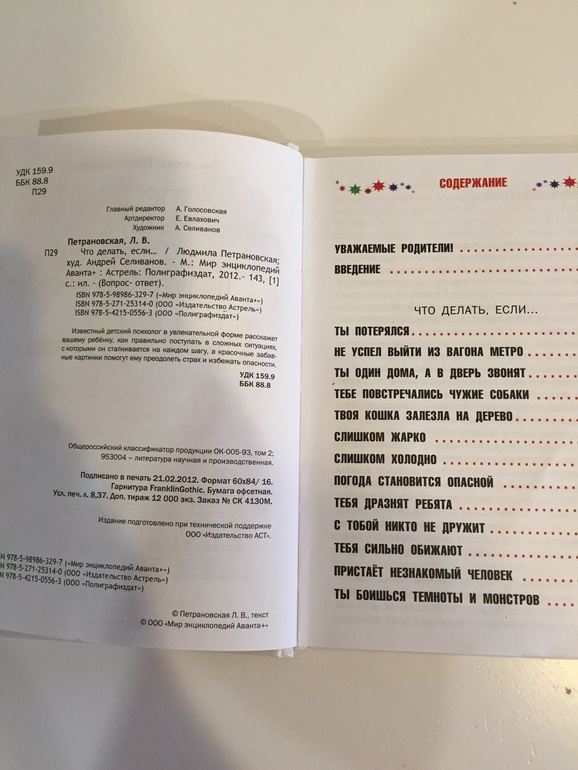 УДК 159.9
ББК 88.8
П29
Главный редактор А. Голосовская
Артдиректор Е. Евлахович
Художник А. Селиванов
Петрановская, Л. В.
П29 Что делать, если... / Людмила Петрановская;
худ. Андрей Селиванов. - М.: Мир энциклопедий
Аванта+ : Астрель: Полиграфиздат, 2012.- 143, [1]
с.: ил. - (Вопрос- ответ).
ISBN 978-5-98986-329-7 («Мир энциклопедий Аванта+»)
ISBN 978-5-271-25314-0 (ООО «Издательство Астрель»)
ISBN 978-5-4215-0556-3 (ООО «Полиграфиздат»)
Известный детский психолог в увлекательной форме расскажет
вашему ребёнку, как правильно поступать в сложных ситуациях,
с которыми он сталкивается на каждом шагу, а красочные забав-
ные картинки помогут ему преодолеть страх и избежать опасности.
УДК 159.9
ББК 88.8
Общероссийский классификатор продукции ОК-005-93, том 2;
953004 – литература научная и производственная.
Подписано в печать 21.02.2012. Формат 60x84/ 16.
Гарнитура FranklinGothic. Бумага офсетная.
Усл. печ. л. 8,37. Доп. тираж 12 000 экз. Заказ № СК 4130М.
Издание подготовлено при технической поддержке
ООО «Издательство АСТ».
978-5-98986-329-7 («Мир энциклопедий Аванта+»)
978-5-271-25314-0 (ООО «Издательство Астрель»)
978-5-4215-0556-3 (ООО «Полиграфиздат»)
© Петрановская Л. В., текст
© ООО «Мир энциклопедий Аванта+»
СОДЕРЖАНИЕ
УВАЖАЕМЫЕ РОДИТЕЛИ!
ВВЕДЕНИЕ
ЧТО ДЕЛАТЬ, ЕСЛИ...
ТЫ ПОТЕРЯЛСЯ
НЕ УСПЕЛ ВЫЙТИ ИЗ ВАГОНА МЕТРО
ТЫ ОДИН ДОМА, А В ДВЕРЬ ЗВОНЯТ
ТЕБЕ ПОВСТРЕЧАЛИСЬ ЧУЖИЕ СОБАКИ
ТВОЯ КОШКА ЗАЛЕЗЛА НА ДЕРЕВО
СЛИШКОМ ЖАРКО
СЛИШКОМ ХОЛОДНО
ПОГОДА СТАНОВИТСЯ ОПАСНОЙ
ТЕБЯ ДРАЗНЯТ РЕБЯТА
С ТОБОЙ НИКТО НЕ ДРУЖИТ
ТЕБЯ СИЛЬНО ОБИЖАЮТ
ПРИСТАЁТ НЕЗНАКОМЫЙ ЧЕЛОВЕК
ТЫ БОИШЬСЯ ТЕМНОТЫ И МОНСТРОВ